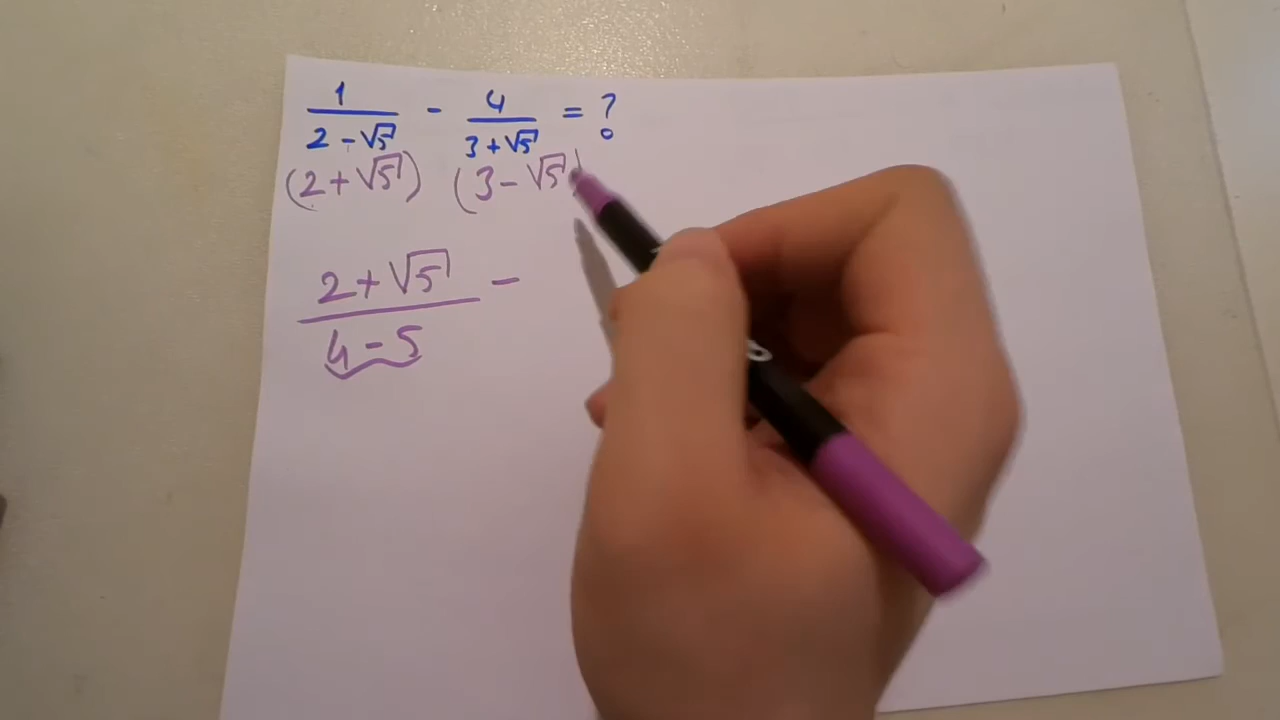 1/(2-√5) - 4/(3+√5) = ?
(2+√5) (3-√5)
(2+√5)/(4-5) -